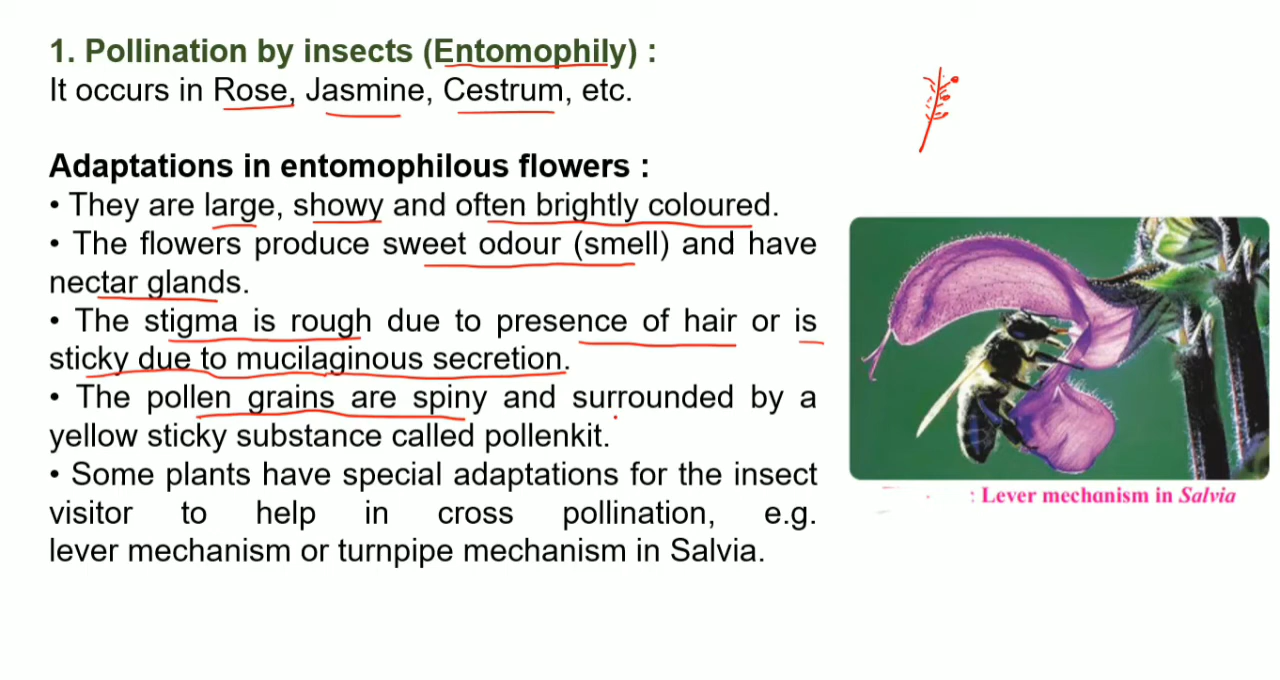 1. Pollination by insects (Entomophily) :
It occurs in Rose, Jasmine, Cestrum, etc.
Adaptations in entomophilous flowers :
• They are large, showy and often brightly coloured.
• The flowers produce sweet odour (smell) and have
nectar glands.
• The stigma is rough due to presence of hair or is
sticky due to mucilaginous secretion.
• The pollen grains are spiny and surrounded by a
yellow sticky substance called pollenkit.
• Some plants have special adaptations for the insect
visitor to help in cross pollination, e.g.
lever mechanism or turnpipe mechanism in Salvia.
: Lever mechanism in Salvia